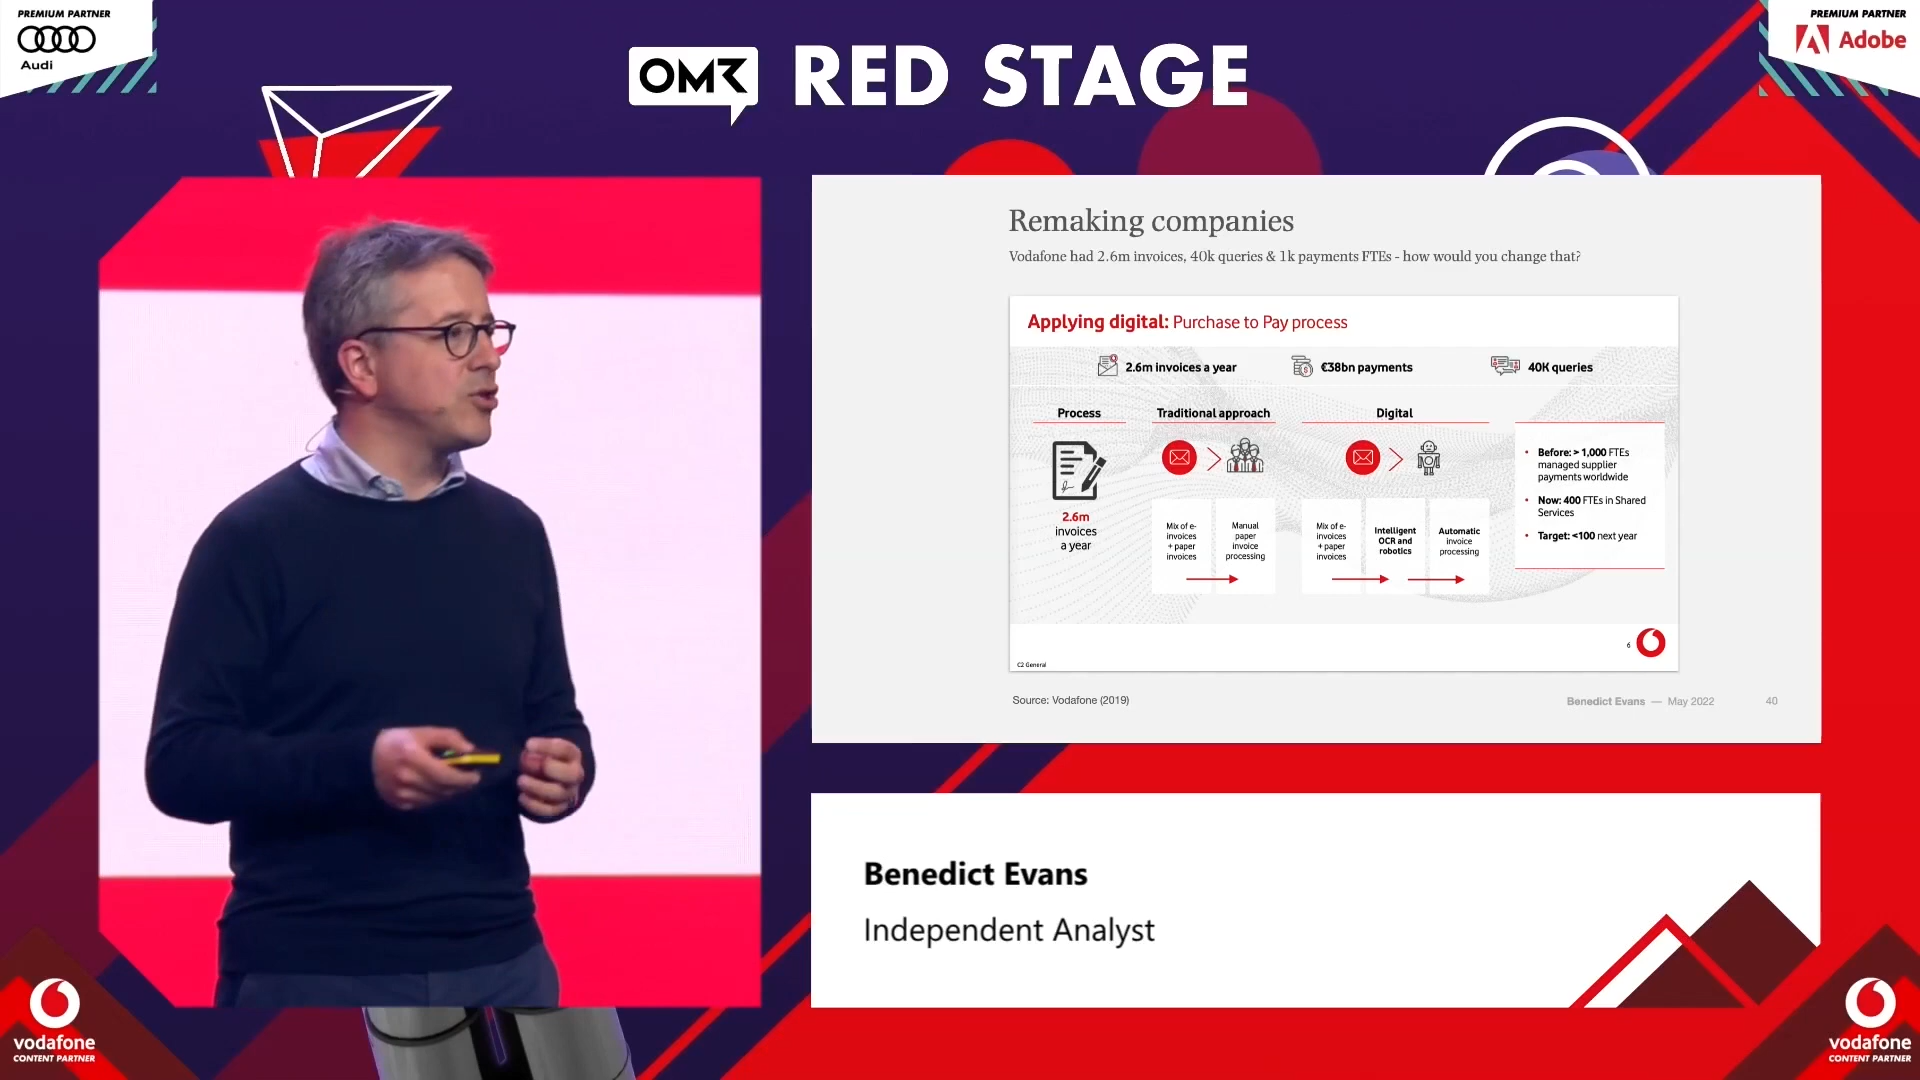 PREMIUM PARTNER
Audi
OMR RED STAGE
PREMIUM PARTNER
Adobe
Remaking companies
Vodafone had 2.6m invoices, 40k queries & 1k payments FTEs - how would you change that?
Applying digital: Purchase to Pay process
2.6m invoices a year
€38bn payments
40K queries
Process
Traditional approach
Digital
2.6m
invoices
a year
Mix of e-
invoices
+ paper
invoices
Manual
paper
invoice
processing
Mix of e-
invoices
+ paper
invoices
Intelligent
OCR and
robotics
Automatic
invoice
processing
• Before: > 1,000 FTEs
managed supplier
payments worldwide
• Now: 400 FTEs in Shared
Services
• Target: <100 next year
6
C2 General
Source: Vodafone (2019)
Benedict Evans — May 2022
40
Benedict Evans
Independent Analyst
vodafone
CONTENT PARTNER
vodafone
CONTENT PARTNER